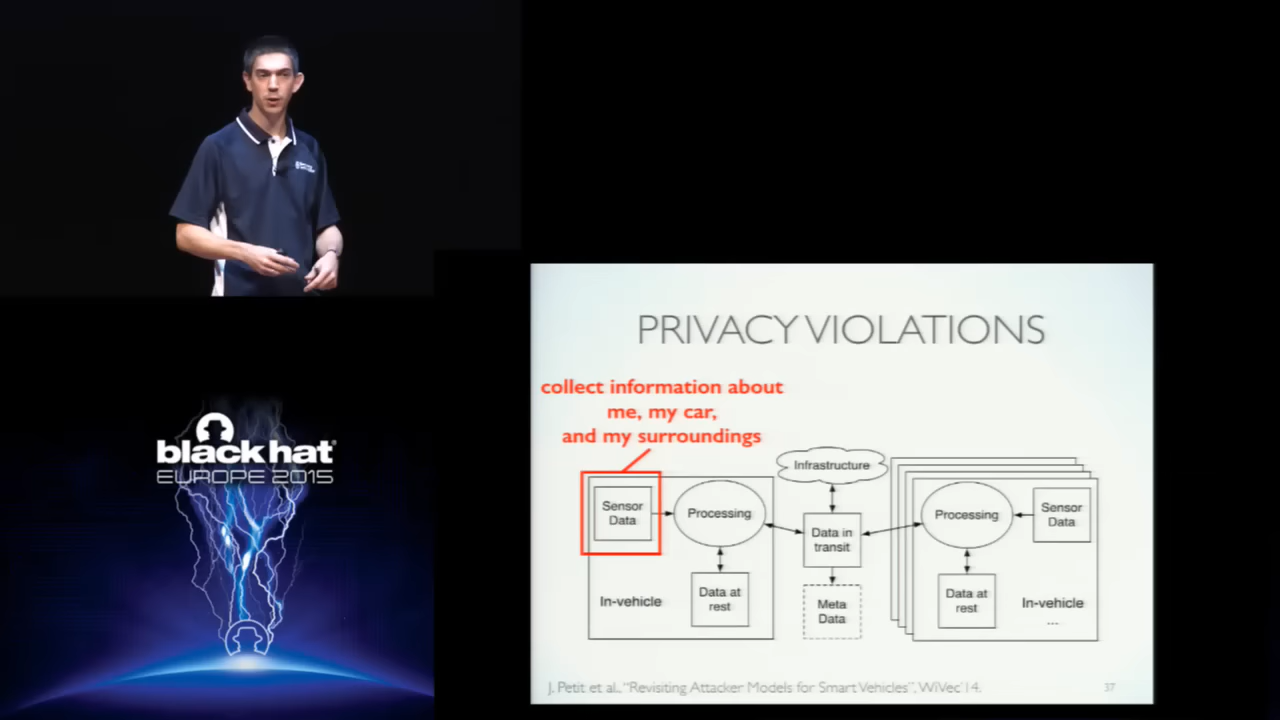 PRIVACY VIOLATIONS
collect information about
me, my car,
and my surroundings
Infrastructure
Sensor
Data
Processing
Data in
transit
Processing
Sensor
Data
In-vehicle
Data at
rest
Meta
Data
Data at
rest
In-vehicle
...
J. Petit et al., "Revisiting Attacker Models for Smart Vehicles", WiVec'14.
37
black hat®
EUROPE 2015